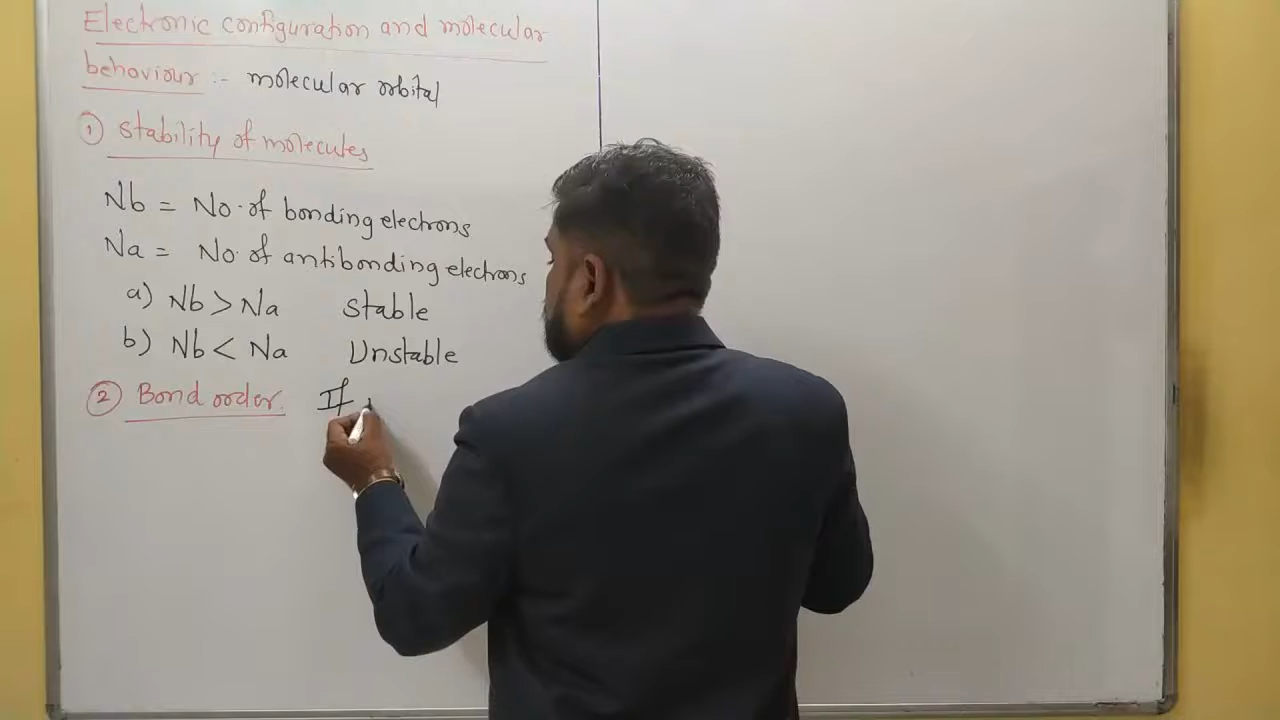 Electronic configuration and molecular
behaviour :- molecular orbital
① Stability of molecules
Nb = No. of bonding electrons
Na = No. of antibonding electrons
a) Nb > Na Stable
b) Nb < Na Unstable
② Bond order. If